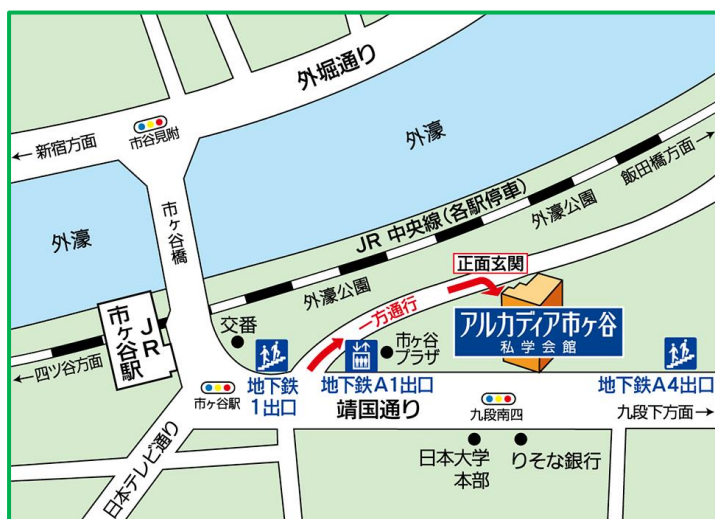 外堀通り
市谷見附
← 新宿方面
外濠
飯田橋方面 →
JR 中央線（各駅停車）
外濠公園
市ヶ谷橋
外濠
外濠公園
正面玄関
一方通行
アルカディア市ヶ谷
私学会館
JR
市ヶ谷駅
交番
市ヶ谷
プラザ
← 四ツ谷方面
地下鉄
1出口
地下鉄A1出口
地下鉄A4出口
市ヶ谷駅
靖国通り
九段南四
九段下方面 →
日本テレビ通り
日本大学
本部
りそな銀行